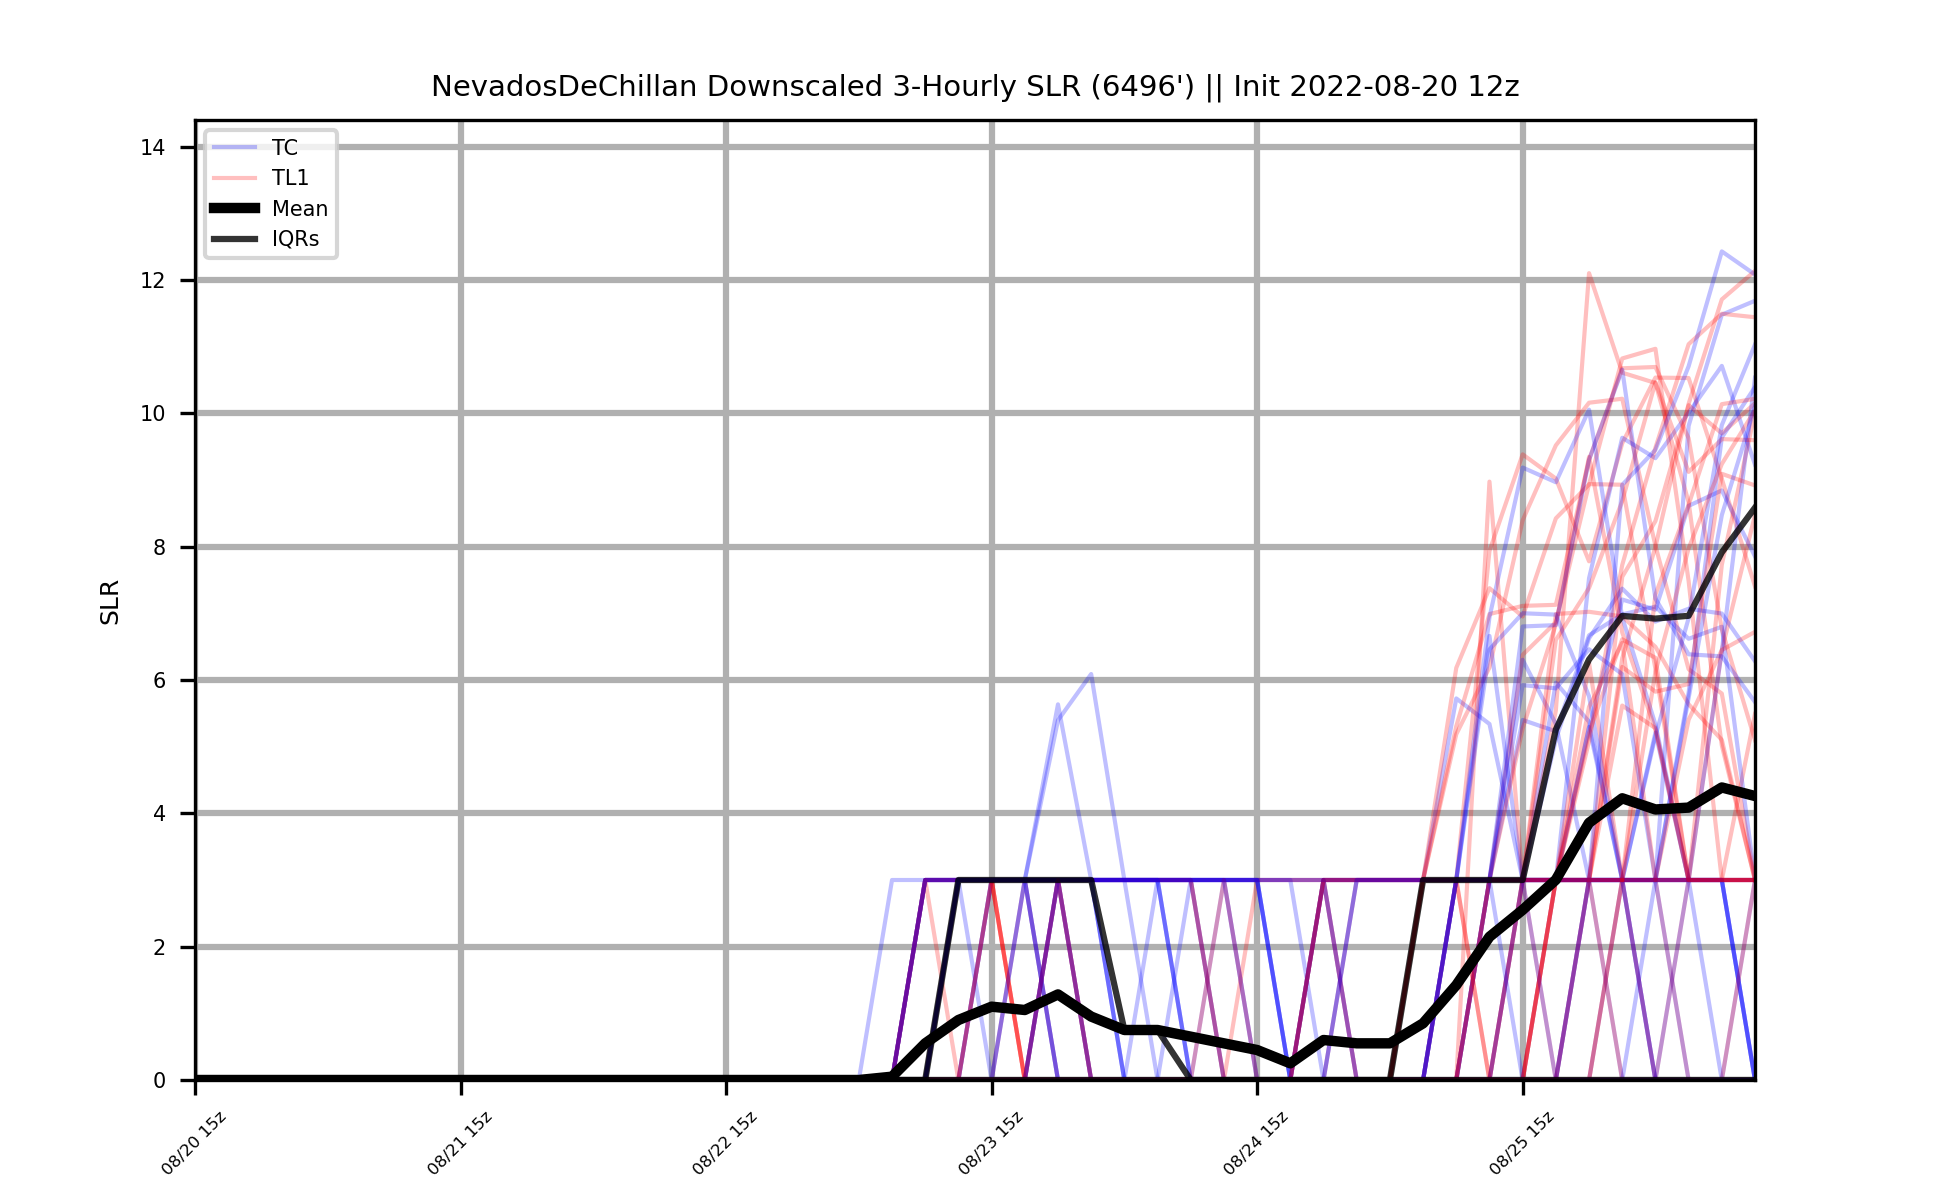 NevadosDeChillan Downscaled 3-Hourly SLR (6496') || Init 2022-08-20 12z
TC
TL1
Mean
IQRs
SLR
14
12
10
8
6
4
2
0
08/20 15z
08/21 15z
08/22 15z
08/23 15z
08/24 15z
08/25 15z